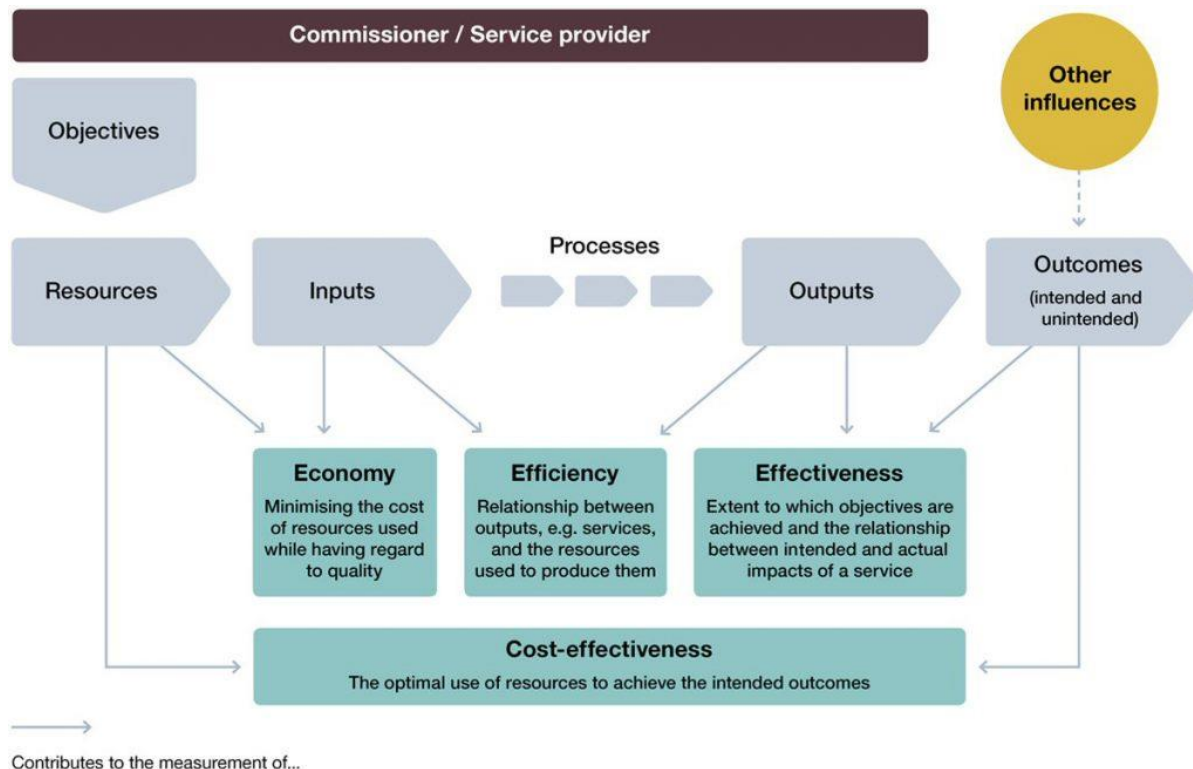 Commissioner / Service provider
Other
influences
Objectives
Resources
Inputs
Processes
Outputs
Outcomes
(intended and
unintended)
Economy
Minimising the cost
of resources used
while having regard
to quality
Efficiency
Relationship between
outputs, e.g. services,
and the resources
used to produce them
Effectiveness
Extent to which objectives are
achieved and the relationship
between intended and actual
impacts of a service
Cost-effectiveness
The optimal use of resources to achieve the intended outcomes
Contributes to the measurement of...